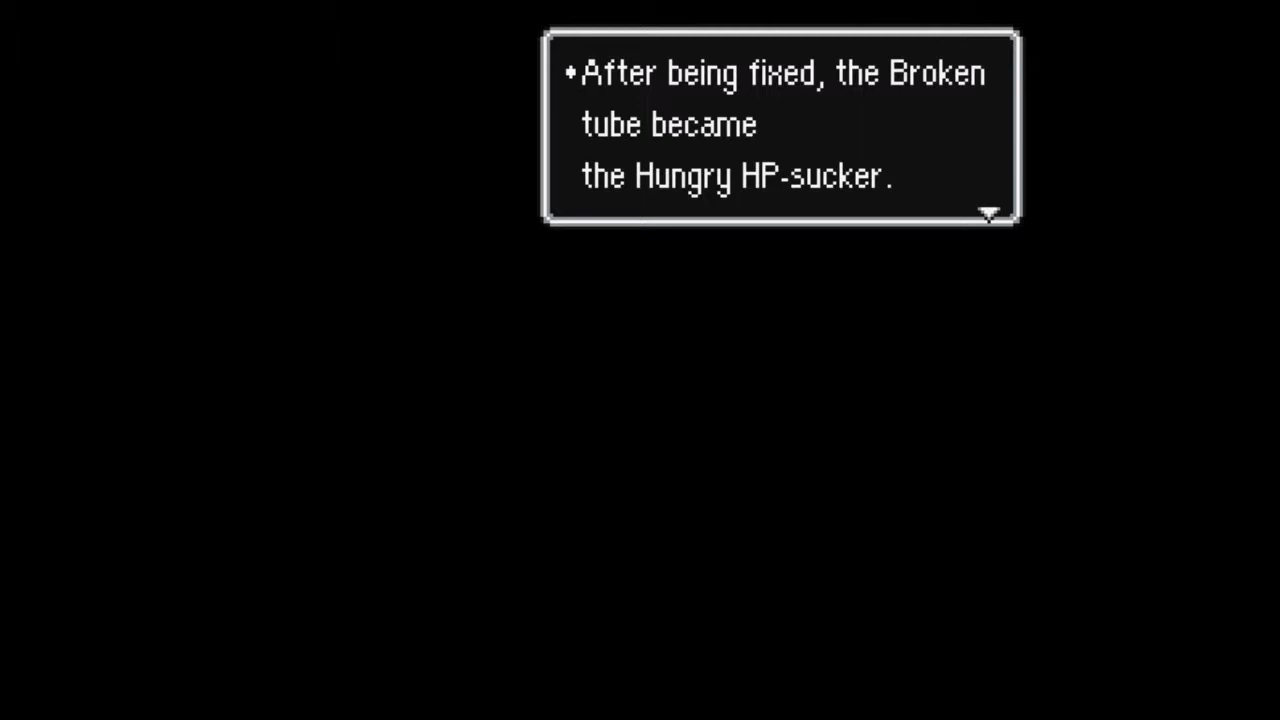 •After being fixed, the Broken
tube became
the Hungry HP-sucker.